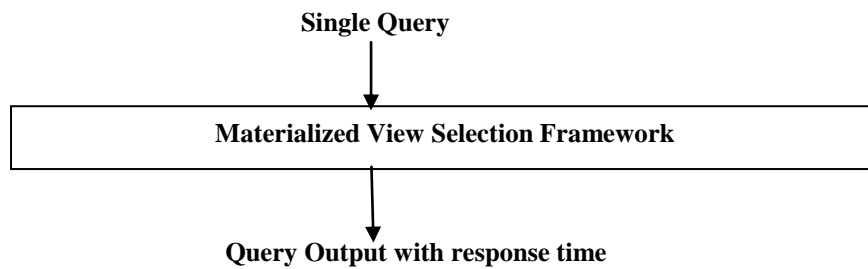 Single Query
Materialized View Selection Framework
Query Output with response time